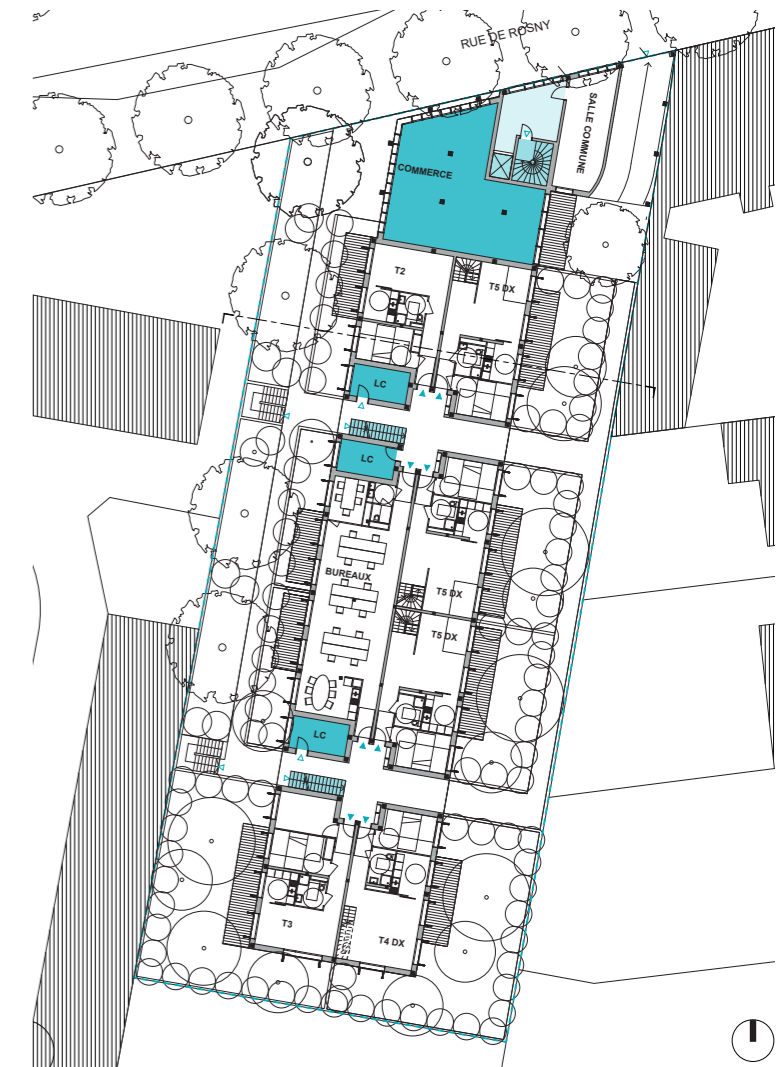 RUE DE ROSNY
SALLE COMMUNE
COMMERCE
T2
T5 DX
LC
LC
BUREAUX
T5 DX
T5 DX
LC
T3
T4 DX